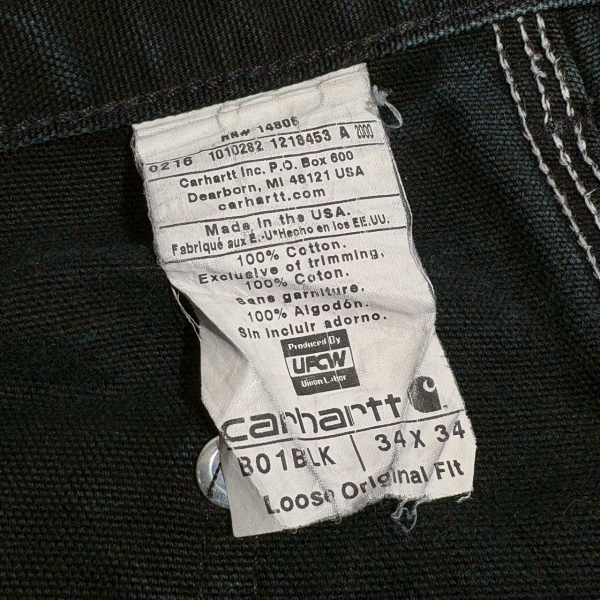 RN# 14806
0216 1010282 1218453 A 2000
Carhartt Inc. P.O. Box 600
Dearborn, MI 48121 USA
carhartt.com
Made in the USA.
Fabriqué aux É.-U*Hecho en los EE.UU.
100% Cotton.
Exclusive of trimming,
100% Coton.
Sans garniture.
100% Algodón.
Sin incluir adorno.
Produced By
UFCW
Union Labor
carhartt
B01BLK | 34 X 34
Loose Original Fit